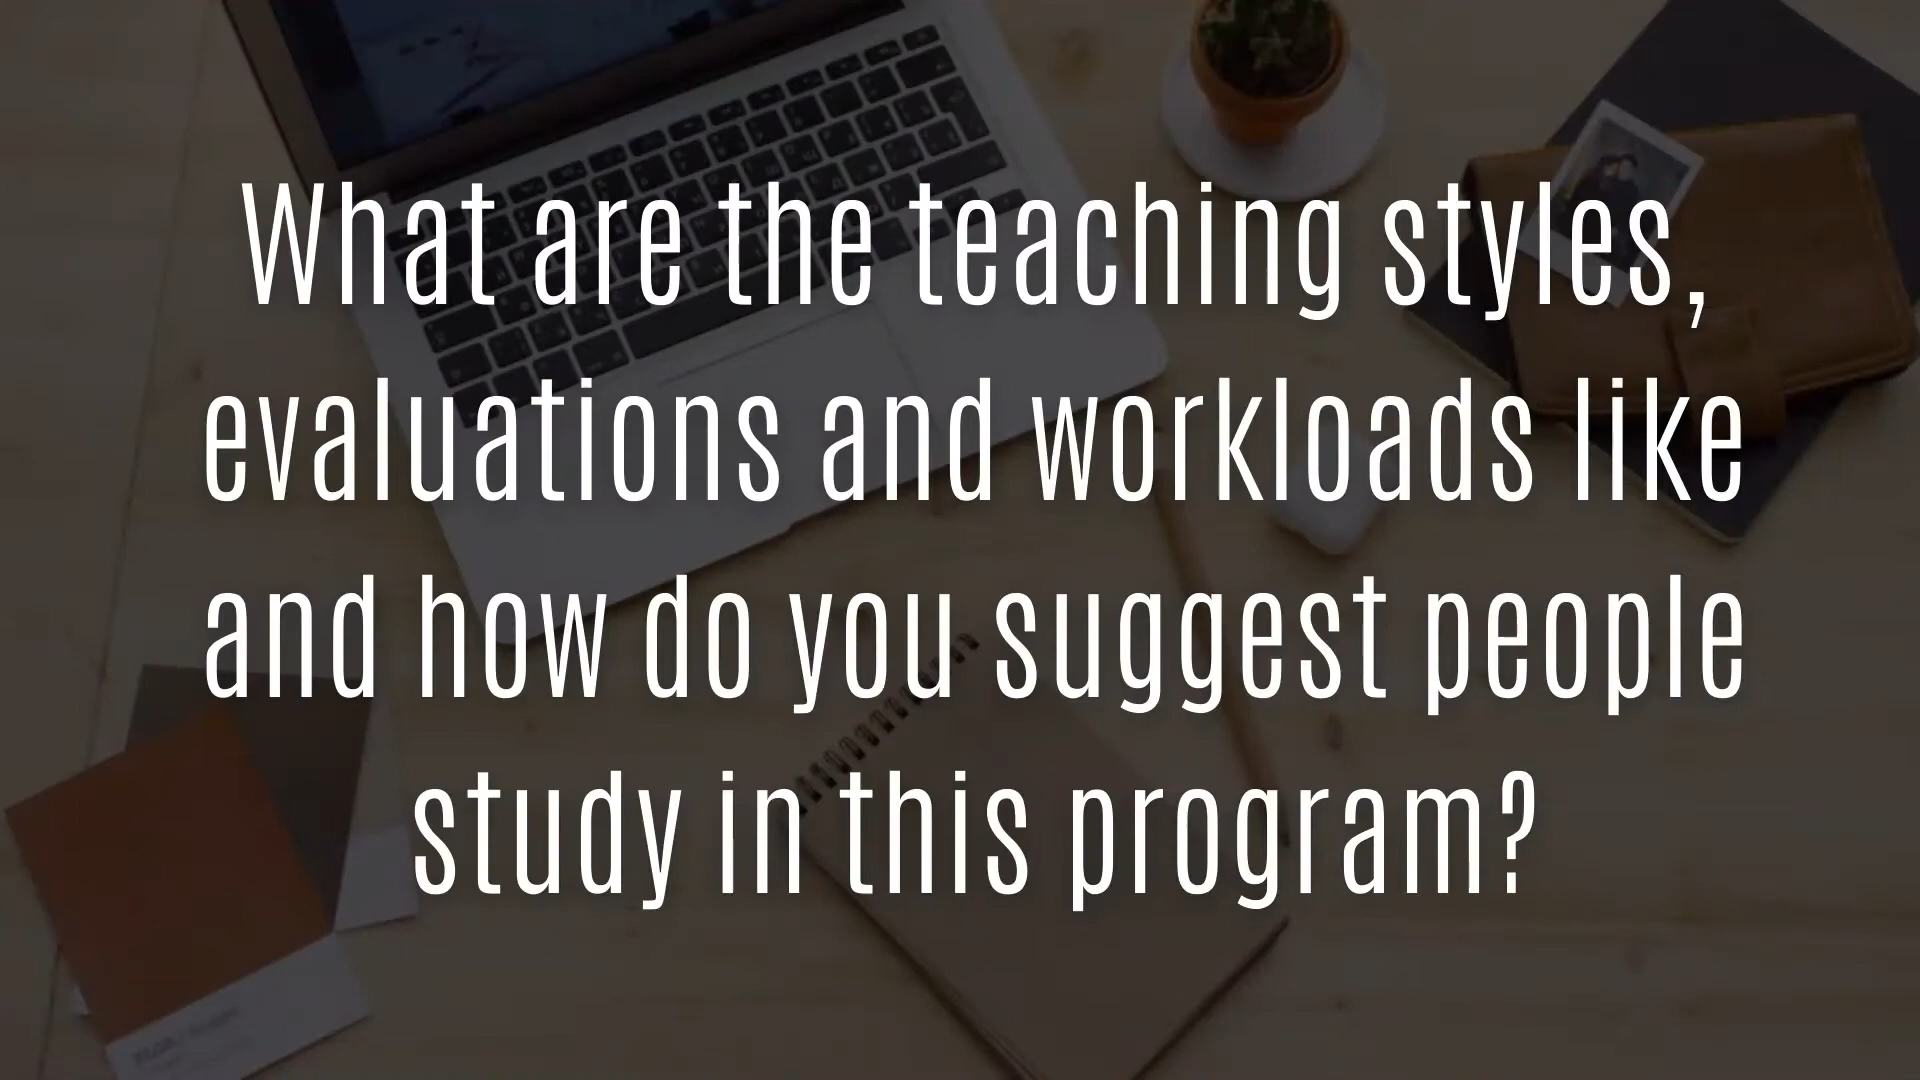 What are the teaching styles,
evaluations and workloads like
and how do you suggest people
study in this program?